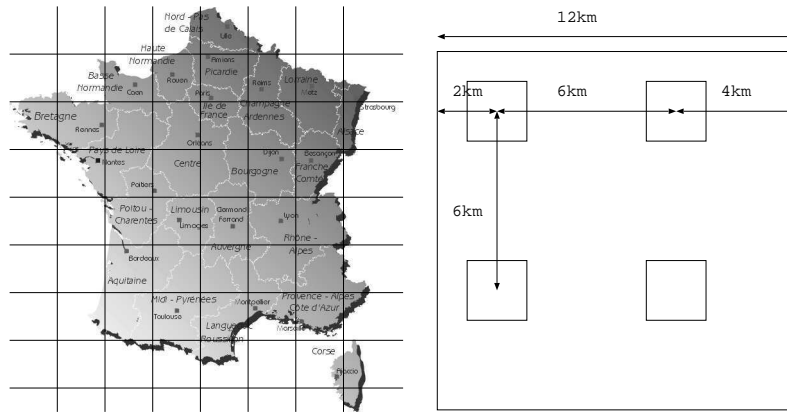 Nord - Pas
de Calais
Lille
Haute
Normandie
Amiens
Picardie
Basse
Normandie
Rouen
Caen
Reims
Lorraine
Metz
Paris
Ile de
France
Champagne
Ardennes
Strasbourg
Alsace
Bretagne
Rennes
Orléans
Pays de Loire
Nantes
Centre
Dijon
Besançon
Bourgogne
Franche
Comté
Poitiers
Poitou -
Charentes
Limousin
Limoges
Clermonds
Ferrand
Lyon
Auvergne
Rhône -
Alpes
Bordeaux
Aquitaine
Midi - Pyrénées
Toulouse
Montpellier
Provence - Alpes
Côte d'Azur
Marseille
Roussillon
Corse
Ajaccio
12km
2km
6km
4km
6km